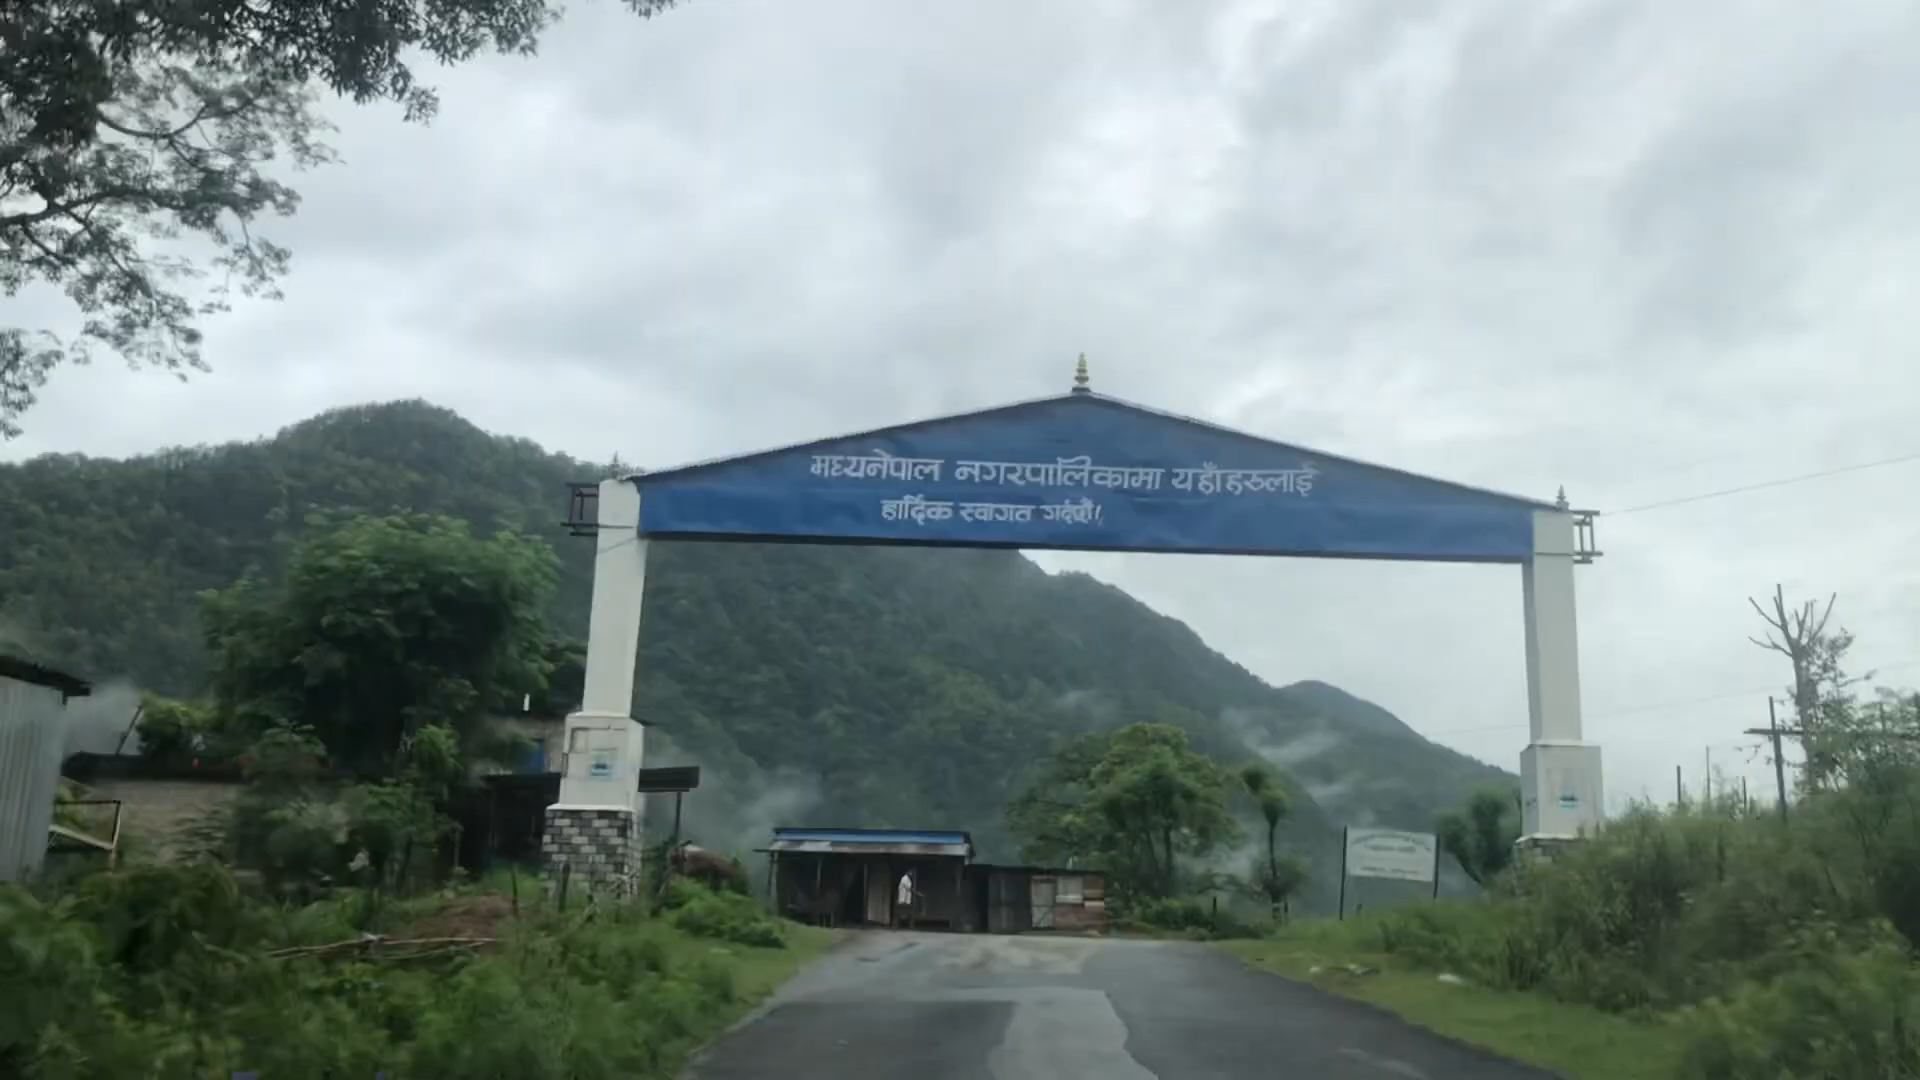 मध्यनेपाल नगरपालिकामा यहाँहरुलाई
हार्दिक स्वागत गर्दछौं।